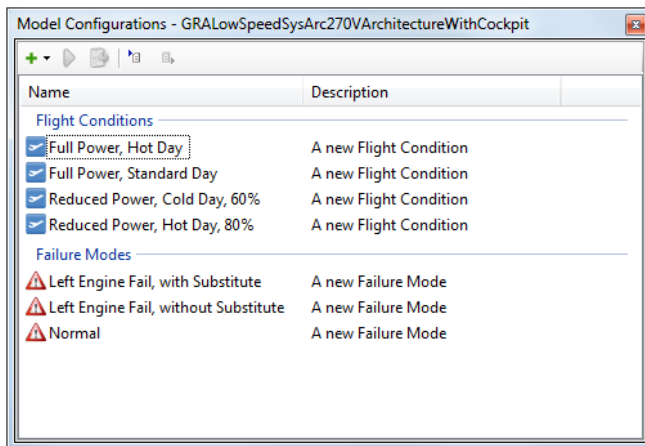 Model Configurations - GRALowSpeedSysArc270VArchitectureWithCockpit
Name Description
Flight Conditions
Full Power, Hot Day A new Flight Condition
Full Power, Standard Day A new Flight Condition
Reduced Power, Cold Day, 60% A new Flight Condition
Reduced Power, Hot Day, 80% A new Flight Condition
Failure Modes
Left Engine Fail, with Substitute A new Failure Mode
Left Engine Fail, without Substitute A new Failure Mode
Normal A new Failure Mode